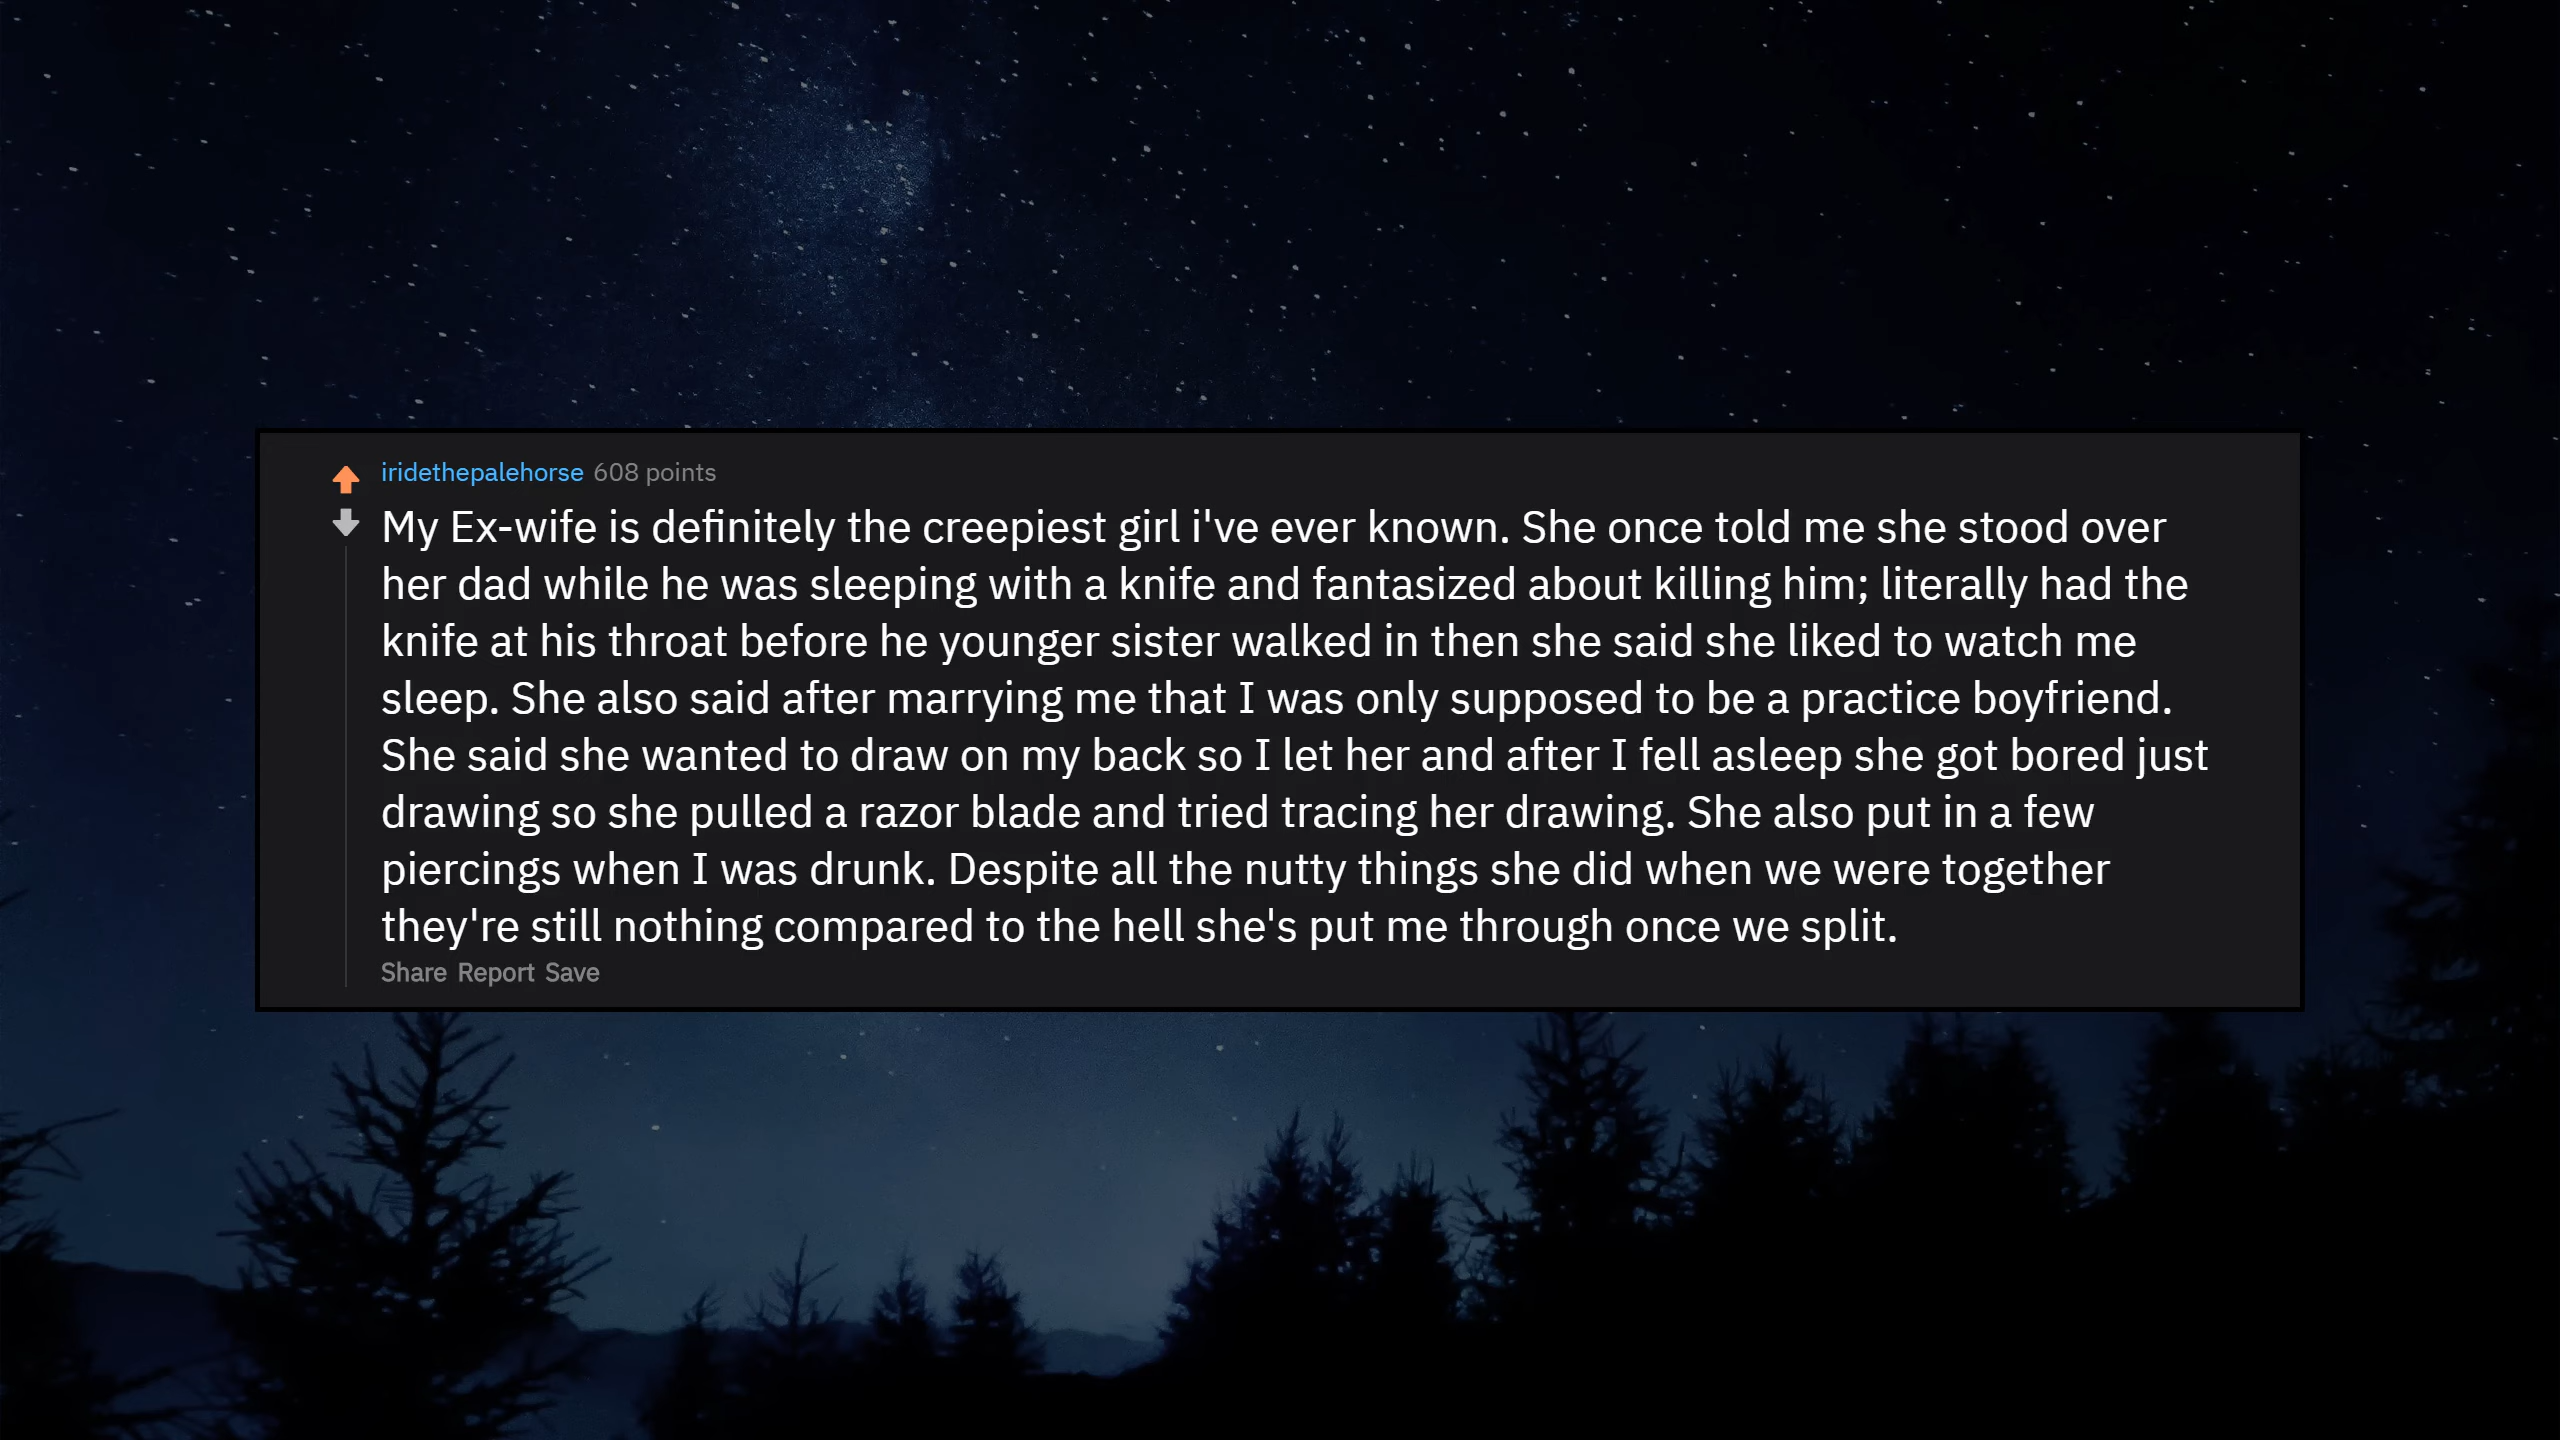 iridethepalehorse 608 points
My Ex-wife is definitely the creepiest girl i've ever known. She once told me she stood over
her dad while he was sleeping with a knife and fantasized about killing him; literally had the
knife at his throat before he younger sister walked in then she said she liked to watch me
sleep. She also said after marrying me that I was only supposed to be a practice boyfriend.
She said she wanted to draw on my back so I let her and after I fell asleep she got bored just
drawing so she pulled a razor blade and tried tracing her drawing. She also put in a few
piercings when I was drunk. Despite all the nutty things she did when we were together
they're still nothing compared to the hell she's put me through once we split.
Share Report Save